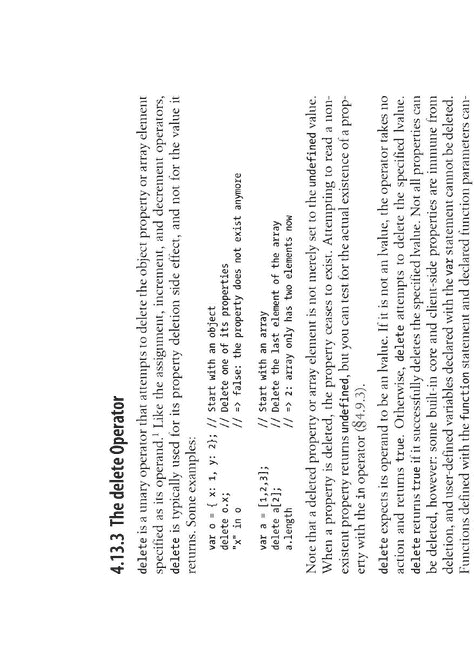 4.13.3 The delete Operator
delete is a unary operator that attempts to delete the object property or array element
specified as its operand.¹ Like the assignment, increment, and decrement operators,
delete is typically used for its property deletion side effect, and not for the value it
returns. Some examples:
var o = { x: 1, y: 2}; // Start with an object
delete o.x; // Delete one of its properties
"x" in o // => false: the property does not exist anymore
var a = [1,2,3]; // Start with an array
delete a[2]; // Delete the last element of the array
a.length // => 2: array only has two elements now
Note that a deleted property or array element is not merely set to the undefined value.
When a property is deleted, the property ceases to exist. Attempting to read a non-
existent property returns undefined, but you can test for the actual existence of a prop-
erty with the in operator (§4.9.3).
delete expects its operand to be an lvalue. If it is not an lvalue, the operator takes no
action and returns true. Otherwise, delete attempts to delete the specified lvalue.
delete returns true if it successfully deletes the specified lvalue. Not all properties can
be deleted, however: some built-in core and client-side properties are immune from
deletion, and user-defined variables declared with the var statement cannot be deleted.
Functions defined with the function statement and declared function parameters can-